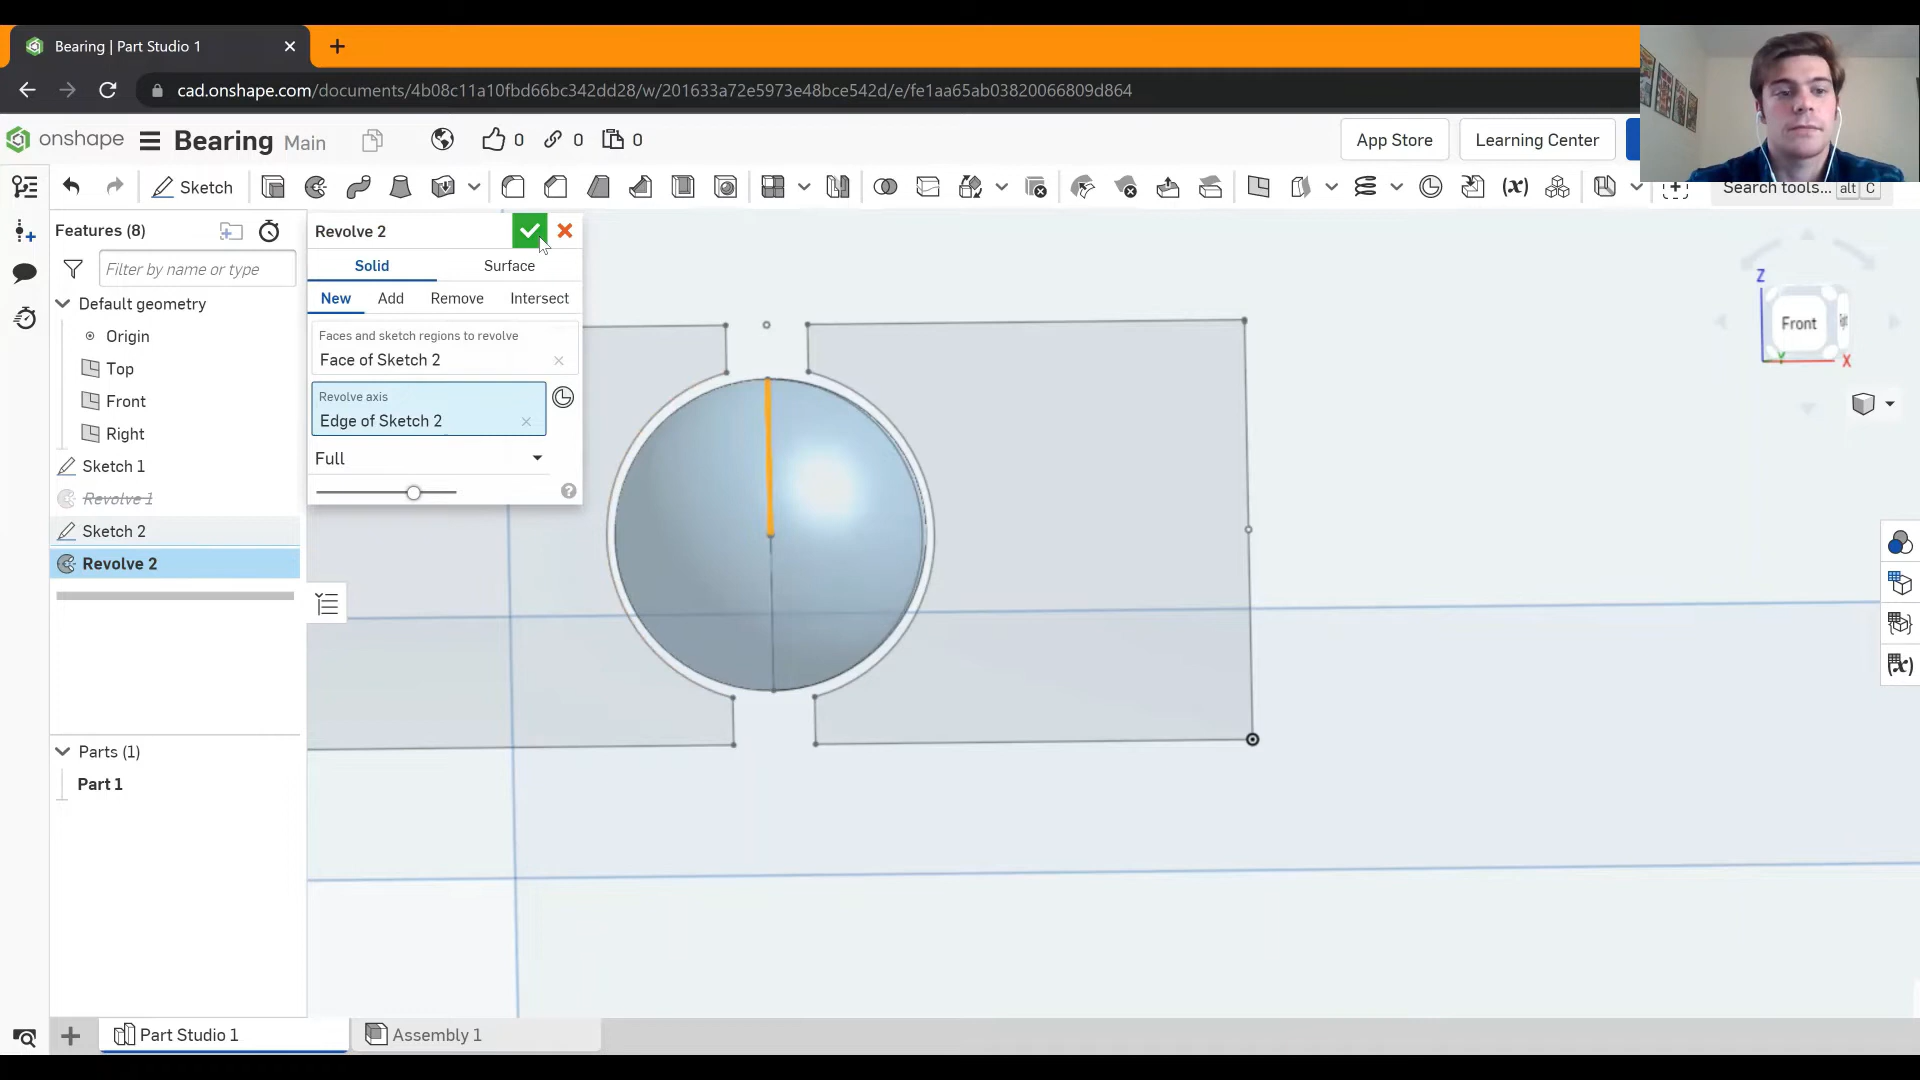 Bearing | Part Studio 1
cad.onshape.com/documents/4b08c11a10fbd66bc342dd28/w/201633a72e5973e48bce542d/e/fe1aa65ab03820066809d864
onshape
Bearing Main
0
0
0
App Store
Learning Center
Sketch
Search tools...
alt C
Features (8)
Filter by name or type
Default geometry
Origin
Top
Front
Right
Sketch 1
Revolve 1
Sketch 2
Revolve 2
Parts (1)
Part 1
Revolve 2
Solid Surface
New Add Remove Intersect
Faces and sketch regions to revolve
Face of Sketch 2
Revolve axis
Edge of Sketch 2
Full
Z
Front
Right
Y
X
Part Studio 1
Assembly 1